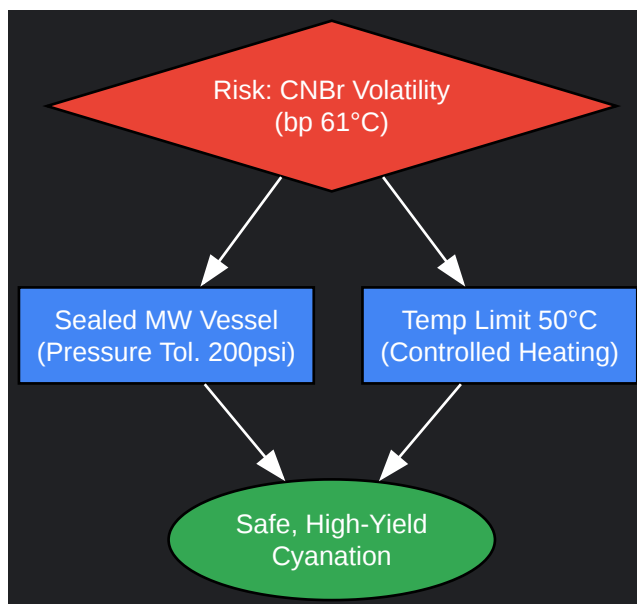 Risk: CNBr Volatility
(bp 61°C)
Sealed MW Vessel
(Pressure Tol. 200psi)
Temp Limit 50°C
(Controlled Heating)
Safe, High-Yield
Cyanation